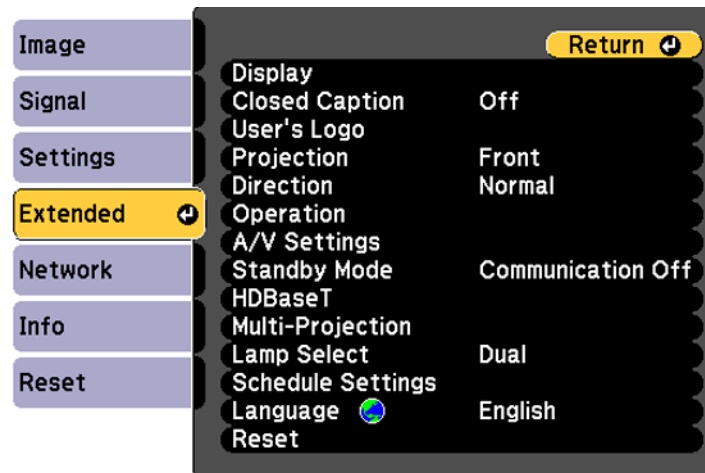 Image
Signal
Settings
Extended
Network
Info
Reset
Return
Display
Closed Caption Off
User's Logo
Projection Front
Direction Normal
Operation
A/V Settings
Standby Mode Communication Off
HDBaseT
Multi-Projection
Lamp Select Dual
Schedule Settings
Language English
Reset